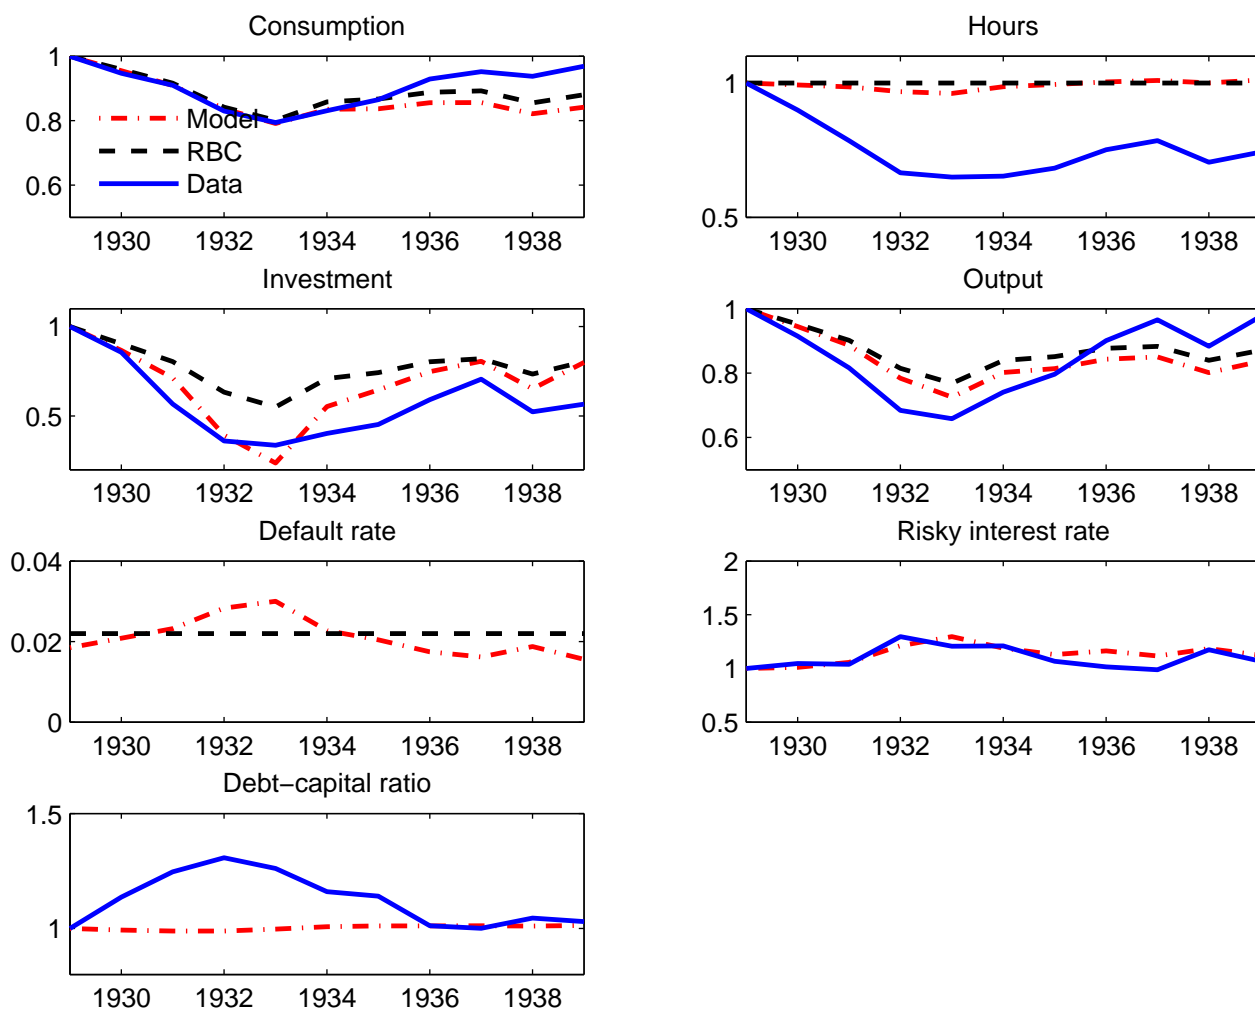 Consumption
1
0.8
0.6
Model
RBC
Data
1930 1932 1934 1936 1938
Hours
1
0.5
1930 1932 1934 1936 1938
Investment
1
0.5
1930 1932 1934 1936 1938
Output
1
0.8
0.6
1930 1932 1934 1936 1938
Default rate
0.04
0.02
0
1930 1932 1934 1936 1938
Risky interest rate
2
1.5
1
0.5
1930 1932 1934 1936 1938
Debt−capital ratio
1.5
1
1930 1932 1934 1936 1938